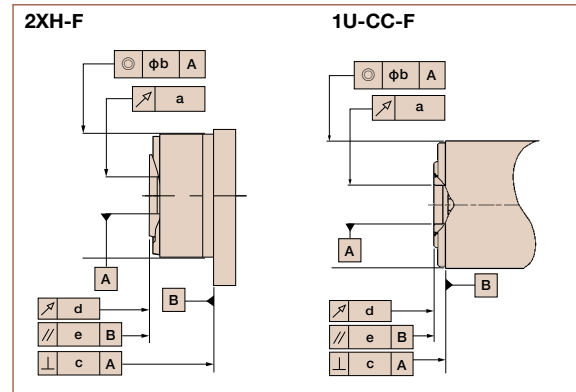 2XH-F
1U-CC-F
◎ φb A
↗ a
A
B
↗ d
// e B
⊥ c A
◎ φb A
↗ a
A
B
↗ d
// e B
⊥ c A